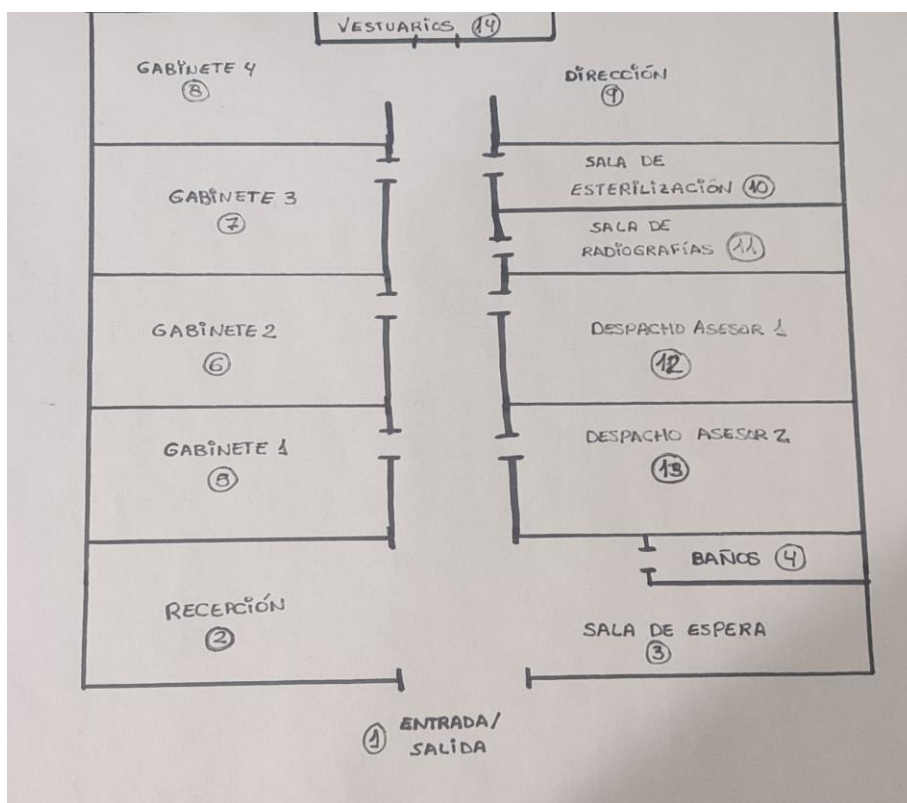 VESTUARIOS 14
GABINETE 4
8
DIRECCIÓN
9
SALA DE
ESTERILIZACIÓN 10
GABINETE 3
7
SALA DE
RADIOGRAFÍAS 11
GABINETE 2
6
DESPACHO ASESOR 1
12
GABINETE 1
5
DESPACHO ASESOR 2
13
BAÑOS 4
RECEPCIÓN
2
SALA DE ESPERA
3
1 ENTRADA/
SALIDA